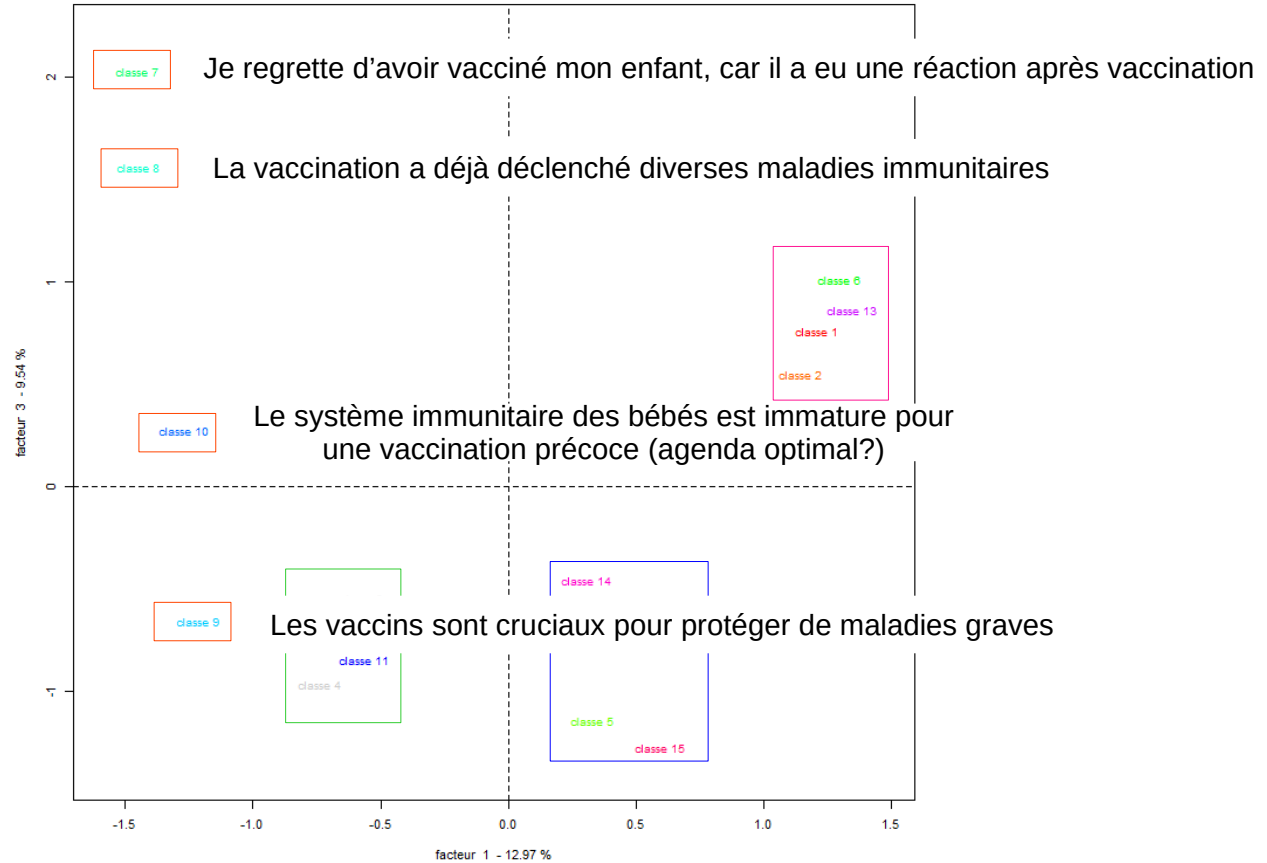 2
classe 7
Je regrette d’avoir vacciné mon enfant, car il a eu une réaction après vaccination
classe 8
La vaccination a déjà déclenché diverses maladies immunitaires
1
classe 6
classe 13
classe 1
classe 2
facteur 3 - 9.54 %
classe 10
Le système immunitaire des bébés est immature pour
une vaccination précoce (agenda optimal?)
0
classe 14
classe 9
Les vaccins sont cruciaux pour protéger de maladies graves
classe 11
classe 4
-1
classe 5
classe 15
-1.5 -1.0 -0.5 0.0 0.5 1.0 1.5
facteur 1 - 12.97 %